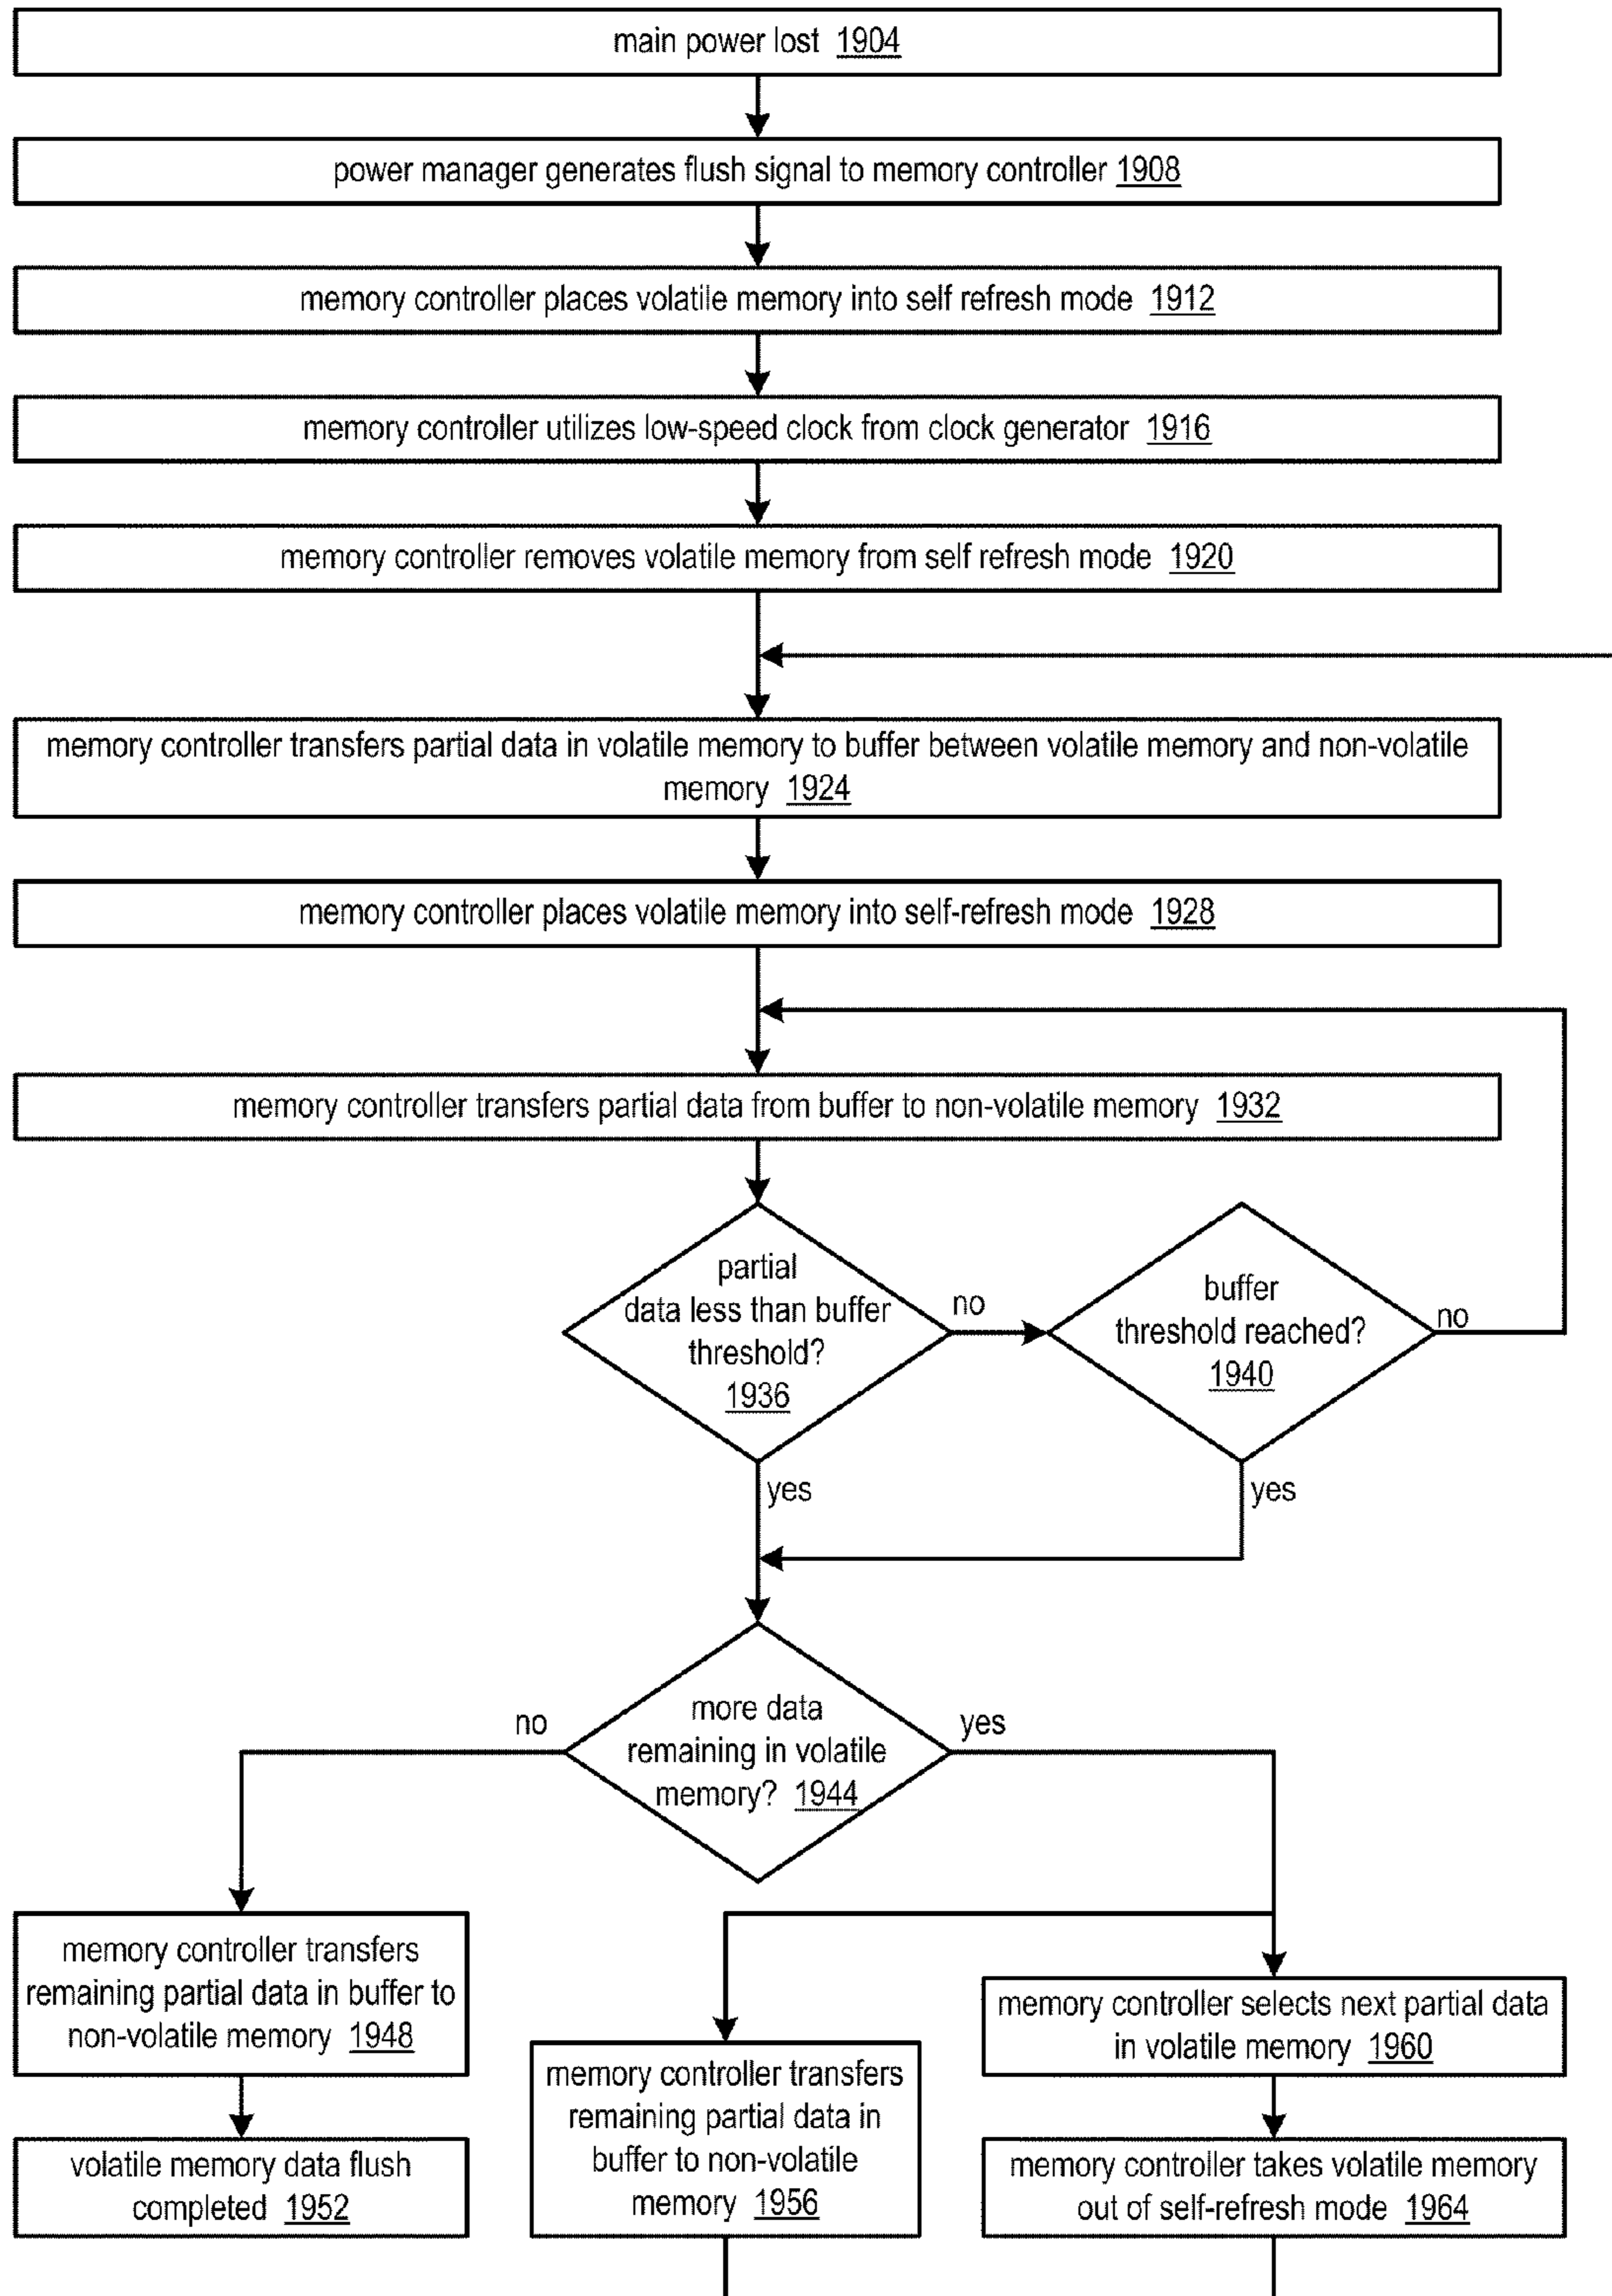 main power lost 1904
power manager generates flush signal to memory controller 1908
memory controller places volatile memory into self refresh mode 1912
memory controller utilizes low-speed clock from clock generator 1916
memory controller removes volatile memory from self refresh mode 1920
memory controller transfers partial data in volatile memory to buffer between volatile memory and non-volatile
memory 1924
memory controller places volatile memory into self-refresh mode 1928
memory controller transfers partial data from buffer to non-volatile memory 1932
partial
data less than buffer
threshold?
1936
no
buffer
threshold reached?
1940
no
yes
yes
more data
remaining in volatile
memory? 1944
no
yes
memory controller transfers
remaining partial data in buffer to
non-volatile memory 1948
volatile memory data flush
completed 1952
memory controller transfers
remaining partial data in
buffer to non-volatile
memory 1956
memory controller selects next partial data
in volatile memory 1960
memory controller takes volatile memory
out of self-refresh mode 1964